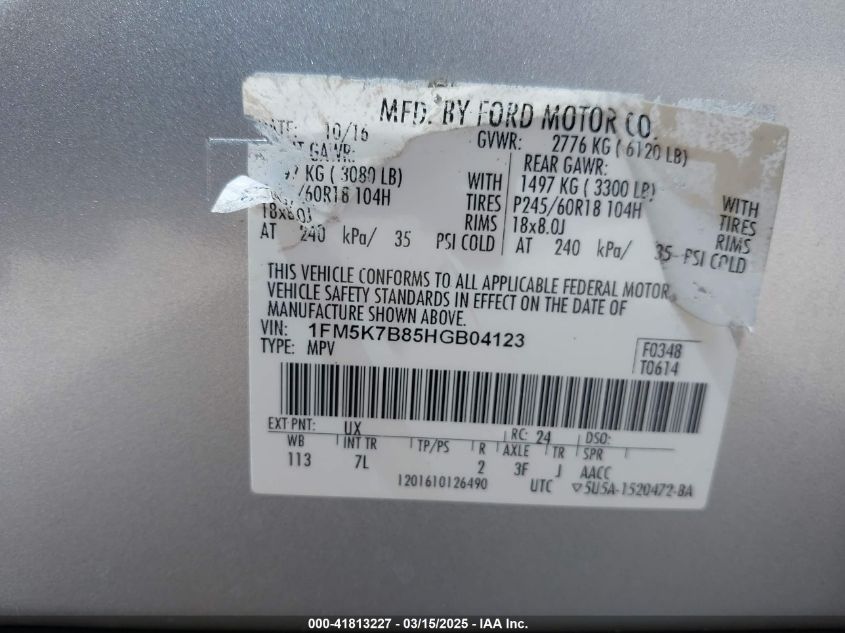 MFD. BY FORD MOTOR CO.
DATE: 10/16 GVWR: 2776 KG ( 6120 LB)
GAWR: REAR GAWR:
KG ( 3080 LB) WITH 1497 KG ( 3300 LB) WITH
/60R18 104H TIRES P245/60R18 104H TIRES
18x8.0J RIMS 18x8.0J RIMS
AT 240 kPa/ 35 PSI COLD AT 240 kPa/ 35 PSI COLD
THIS VEHICLE CONFORMS TO ALL APPLICABLE FEDERAL MOTOR
VEHICLE SAFETY STANDARDS IN EFFECT ON THE DATE OF
MANUFACTURE SHOWN ABOVE.
VIN: 1FM5K7B85HGB04123
TYPE: MPV
F0348
T0614
EXT PNT: UX RC: 24 DSO:
WB INT TR TP/PS R AXLE TR SPR
113 7L 2 3F J AACC
1201610126490 UTC ▽5U5A-1520472-BA
000-41813227 - 03/15/2025 - IAA Inc.